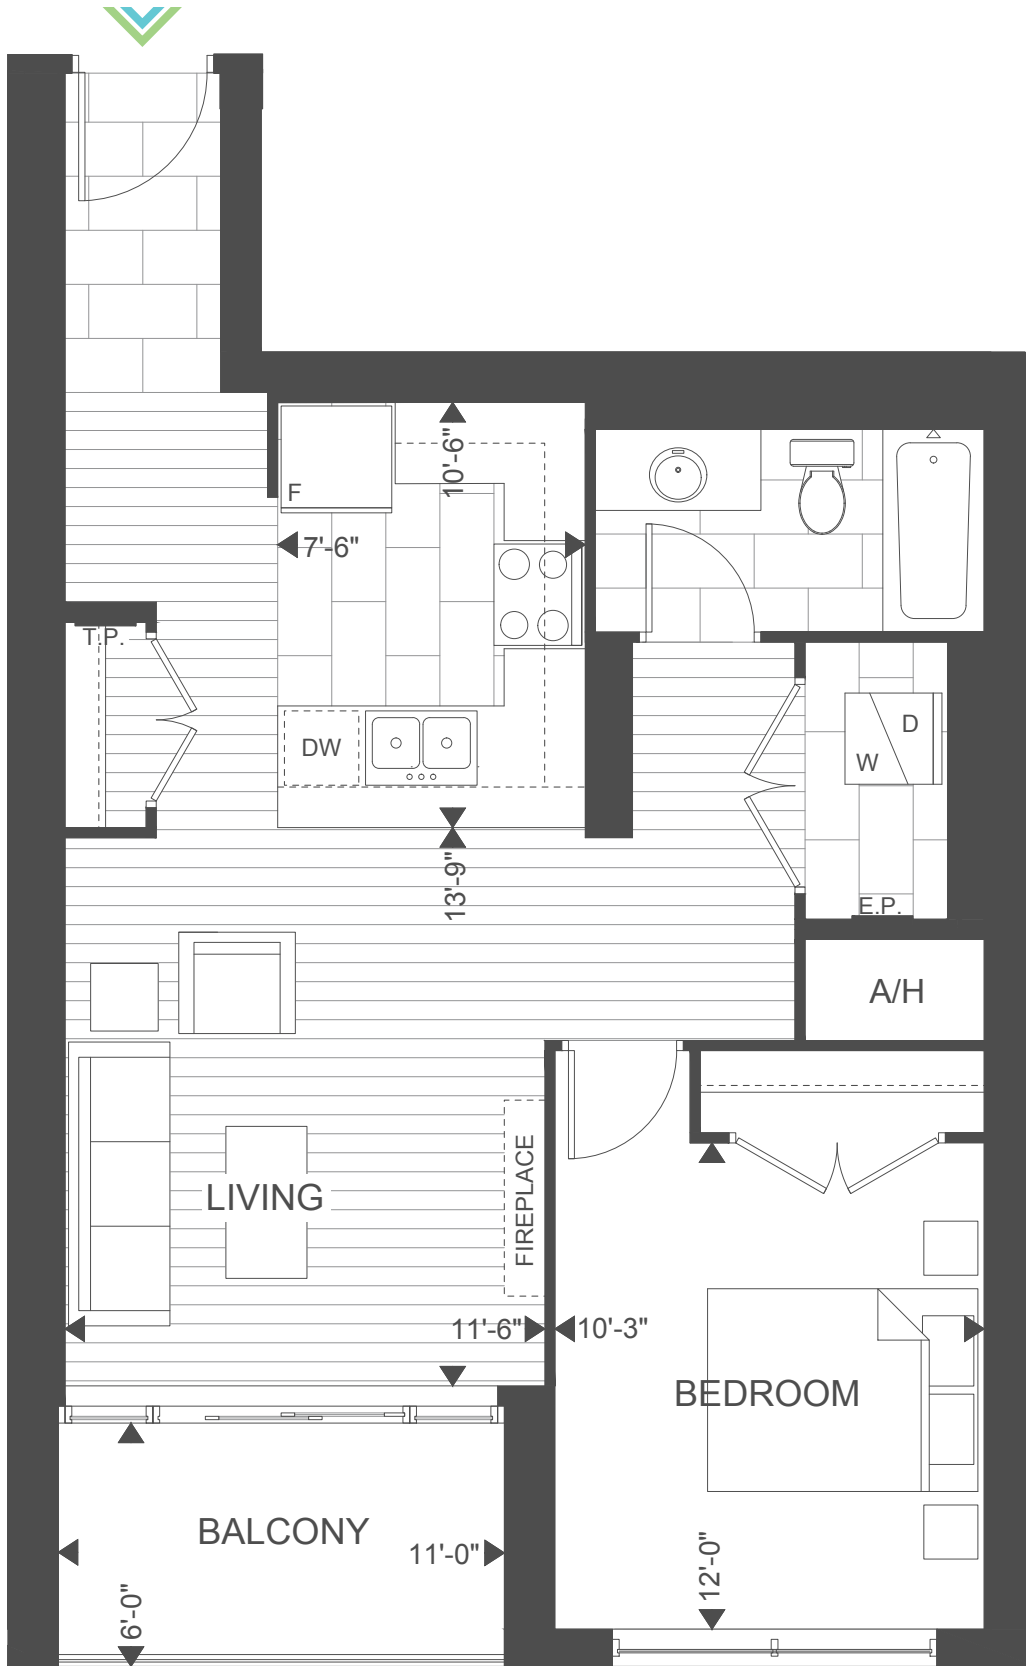 10'-6"
F
7'-6"
T.P.
DW
D
W
13'-9"
E.P.
A/H
FIREPLACE
LIVING
11'-6"
10'-3"
BEDROOM
BALCONY
11'-0"
12'-0"
6'-0"